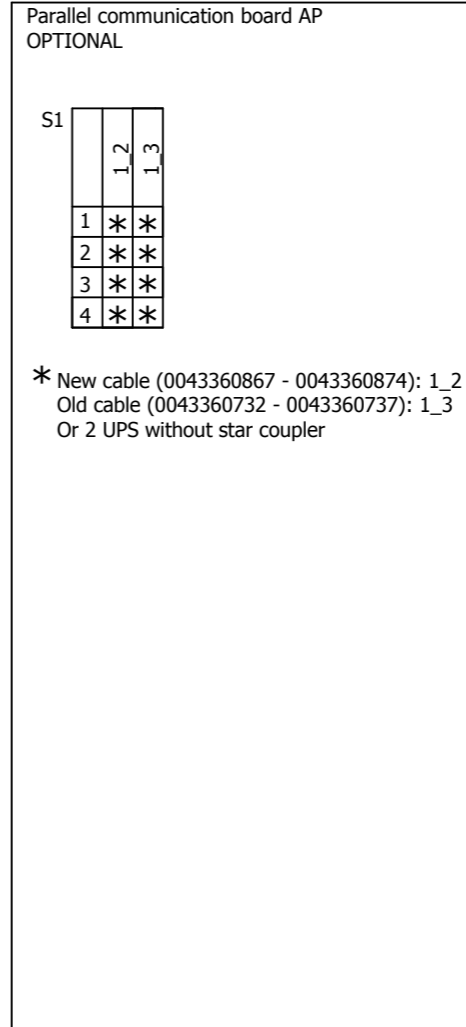 Parallel communication board AP
OPTIONAL
S1
1_2 1_3
1 * *
2 * *
3 * *
4 * *
* New cable (0043360867 - 0043360874): 1_2
Old cable (0043360732 - 0043360737): 1_3
Or 2 UPS without star coupler